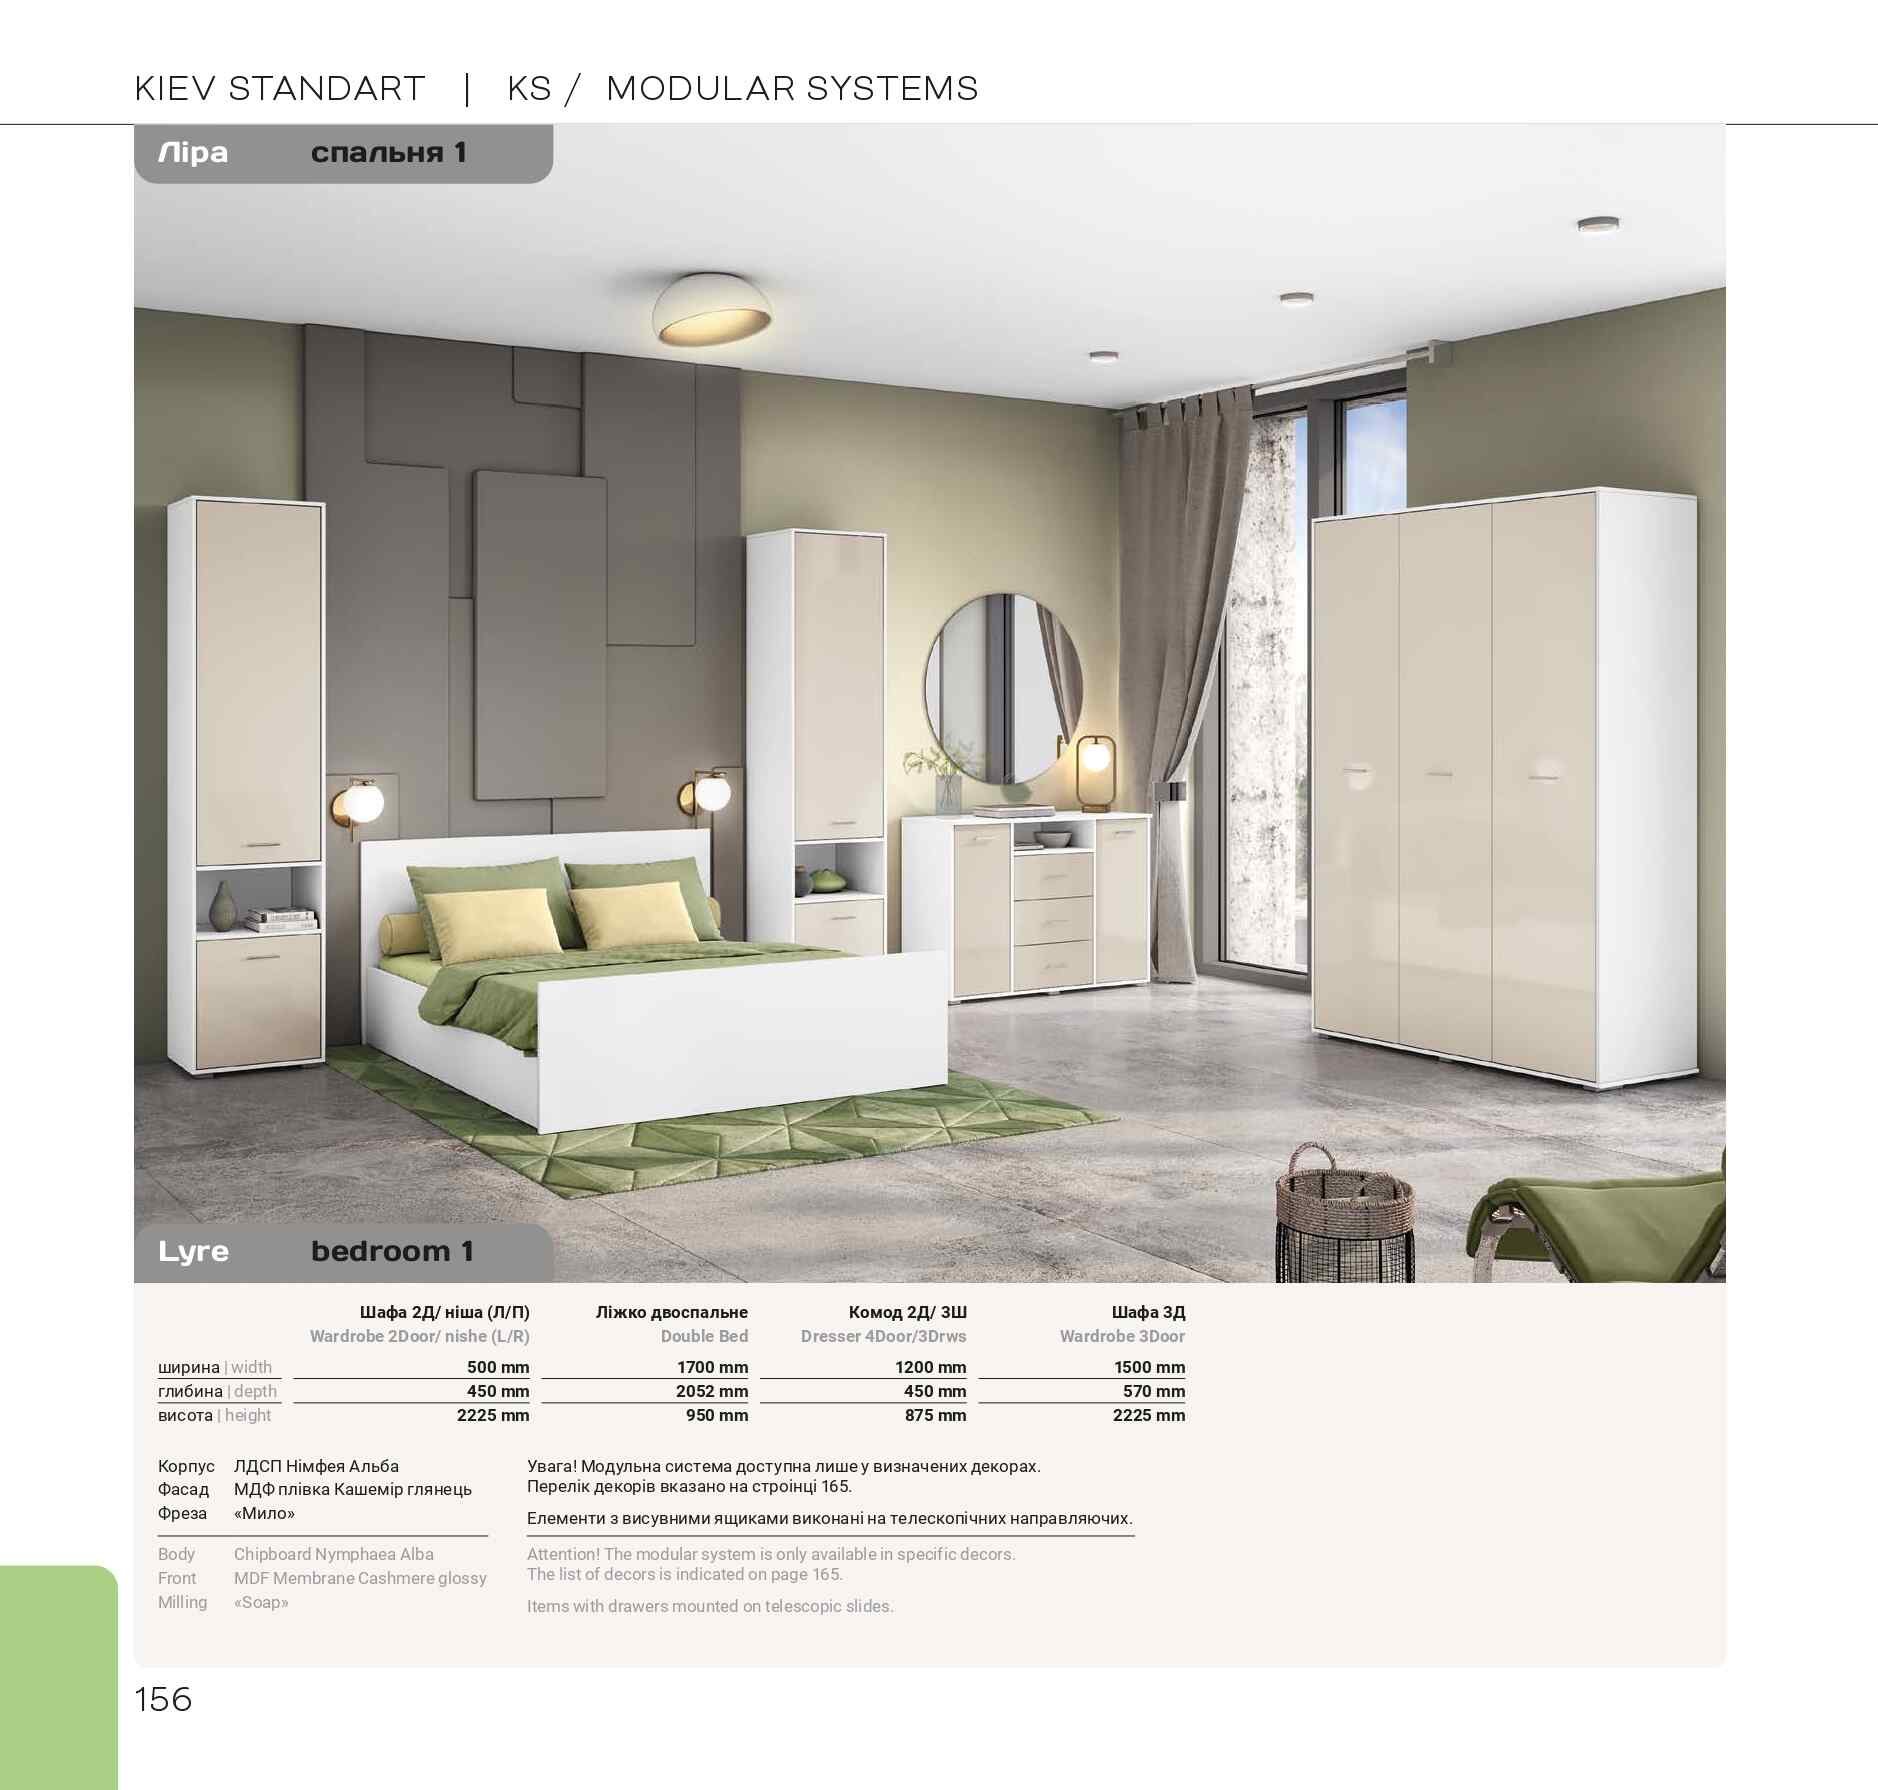 KIEV STANDART | KS / MODULAR SYSTEMS
Ліра спальня 1
Lyre bedroom 1
Шафа 2Д/ ніша (Л/П) Ліжко двоспальне Комод 2Д/ 3Ш Шафа 3Д
Wardrobe 2Door/ nishe (L/R) Double Bed Dresser 4Door/3Drws Wardrobe 3Door
ширина | width 500 mm 1700 mm 1200 mm 1500 mm
глибина | depth 450 mm 2052 mm 450 mm 570 mm
висота | height 2225 mm 950 mm 875 mm 2225 mm
Корпус ЛДСП Німфея Альба
Фасад МДФ плівка Кашемір глянець
Фреза «Мило»
Body Chipboard Nymphaea Alba
Front MDF Membrane Cashmere glossy
Milling «Soap»
Увага! Модульна система доступна лише у визначених декорах.
Перелік декорів вказано на строінці 165.
Елементи з висувними ящиками виконані на телескопічних направляючих.
Attention! The modular system is only available in specific decors.
The list of decors is indicated on page 165.
Items with drawers mounted on telescopic slides.
156